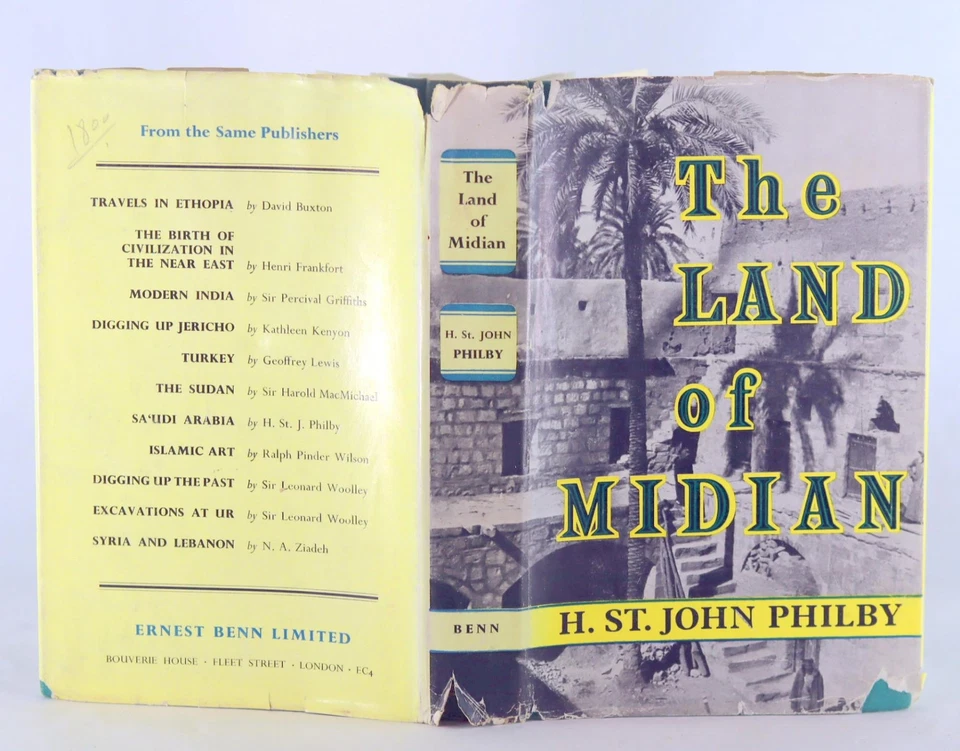 1800
From the Same Publishers
TRAVELS IN ETHOPIA by David Buxton
THE BIRTH OF
CIVILIZATION IN
THE NEAR EAST by Henri Frankfort
MODERN INDIA by Sir Percival Griffiths
DIGGING UP JERICHO by Kathleen Kenyon
TURKEY by Geoffrey Lewis
THE SUDAN by Sir Harold MacMichael
SA'UDI ARABIA by H. St. J. Philby
ISLAMIC ART by Ralph Pinder Wilson
DIGGING UP THE PAST by Sir Leonard Woolley
EXCAVATIONS AT UR by Sir Leonard Woolley
SYRIA AND LEBANON by N. A. Ziadeh
ERNEST BENN LIMITED
BOUVERIE HOUSE · FLEET STREET · LONDON · EC4
The
Land
of
Midian
H. St. JOHN
PHILBY
BENN
The
LAND
of
MIDIAN
H. ST. JOHN PHILBY